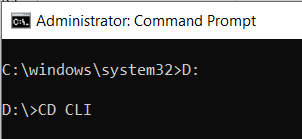 Administrator: Command Prompt
C:\windows\system32>D:
D:\>CD CLI